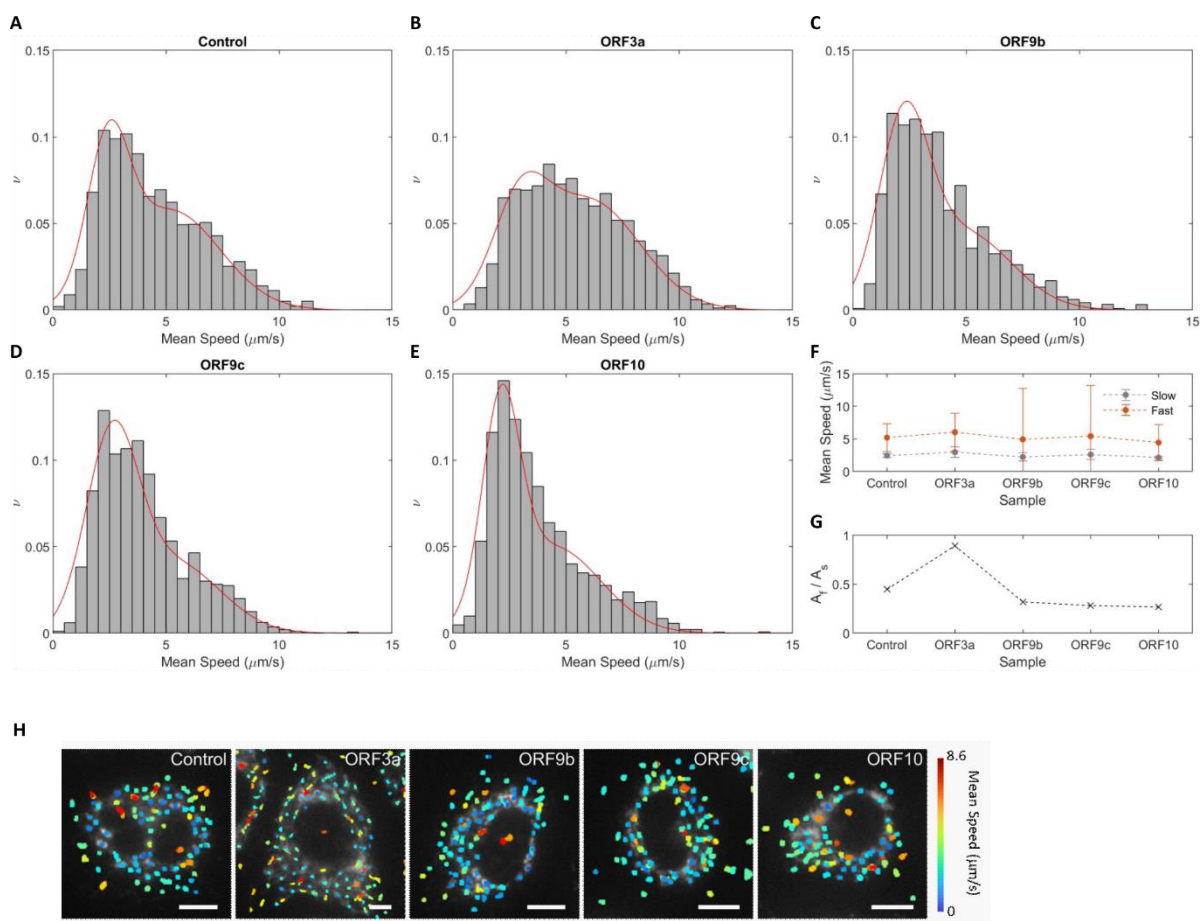 A
Control
0.15
0.1
0.05
0
ν
0 5 10 15
Mean Speed (μm/s)
B
ORF3a
0.15
0.1
0.05
0
ν
0 5 10 15
Mean Speed (μm/s)
C
ORF9b
0.15
0.1
0.05
0
ν
0 5 10 15
Mean Speed (μm/s)
D
ORF9c
0.15
0.1
0.05
0
ν
0 5 10 15
Mean Speed (μm/s)
E
ORF10
0.15
0.1
0.05
0
ν
0 5 10 15
Mean Speed (μm/s)
F
15
10
5
0
Mean Speed (μm/s)
Slow
Fast
Control ORF3a ORF9b ORF9c ORF10
Sample
G
1
0.5
0
A_f / A_s
Control ORF3a ORF9b ORF9c ORF10
Sample
H
Control
ORF3a
ORF9b
ORF9c
ORF10
8.6
Mean Speed (μm/s)
0